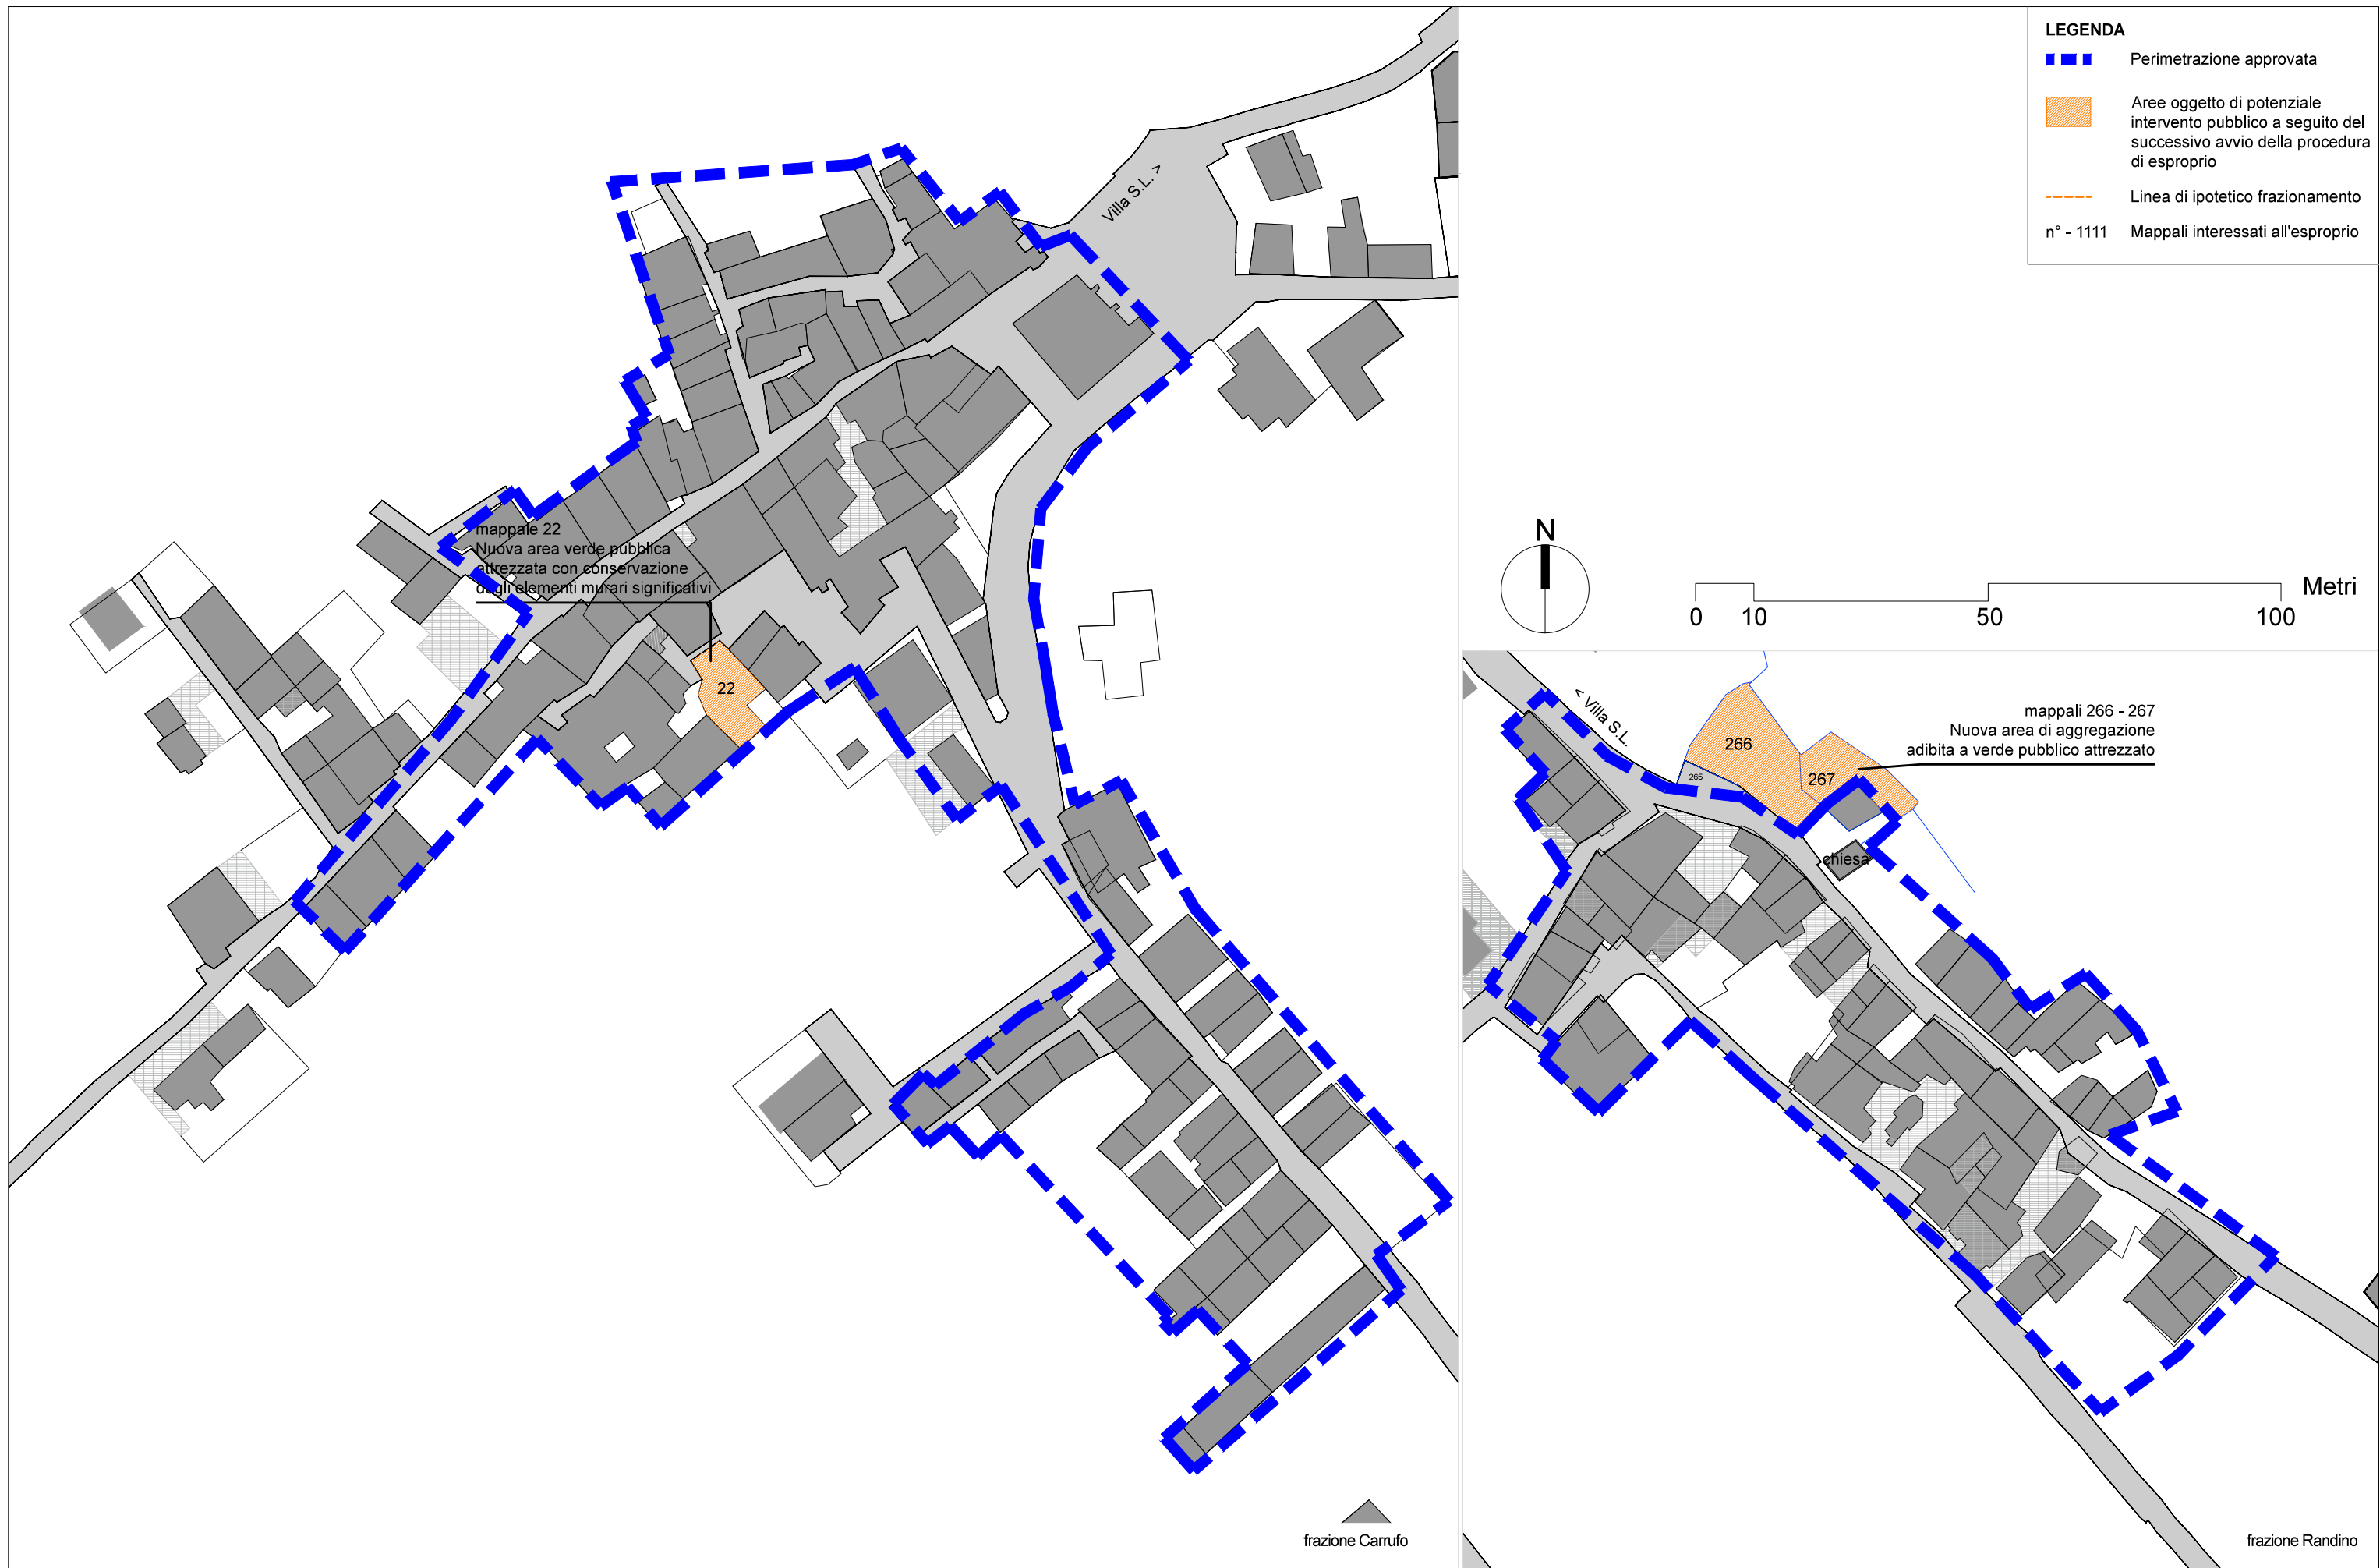 LEGENDA
Perimetrazione approvata
Aree oggetto di potenziale
intervento pubblico a seguito del
successivo avvio della procedura
di esproprio
Linea di ipotetico frazionamento
n° - 1111 Mappali interessati all'esproprio
Villa S.L. >
mappale 22
Nuova area verde pubblica
attrezzata con conservazione
degli elementi murari significativi
22
frazione Carrufo
N
Metri
0 10 50 100
< Villa S.L.
mappali 266 - 267
Nuova area di aggregazione
adibita a verde pubblico attrezzato
266
265
267
chiesa
frazione Randino